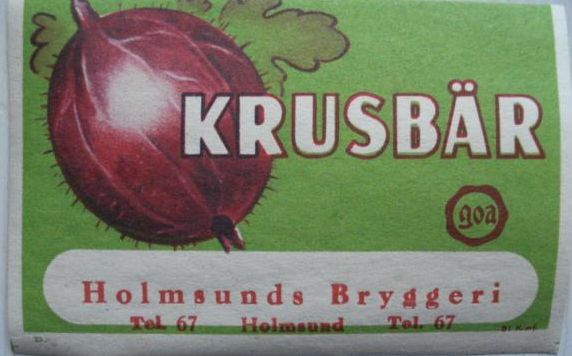 KRUSBÄR
goa
Holmsunds Bryggeri
Tel. 67 Holmsund Tel. 67